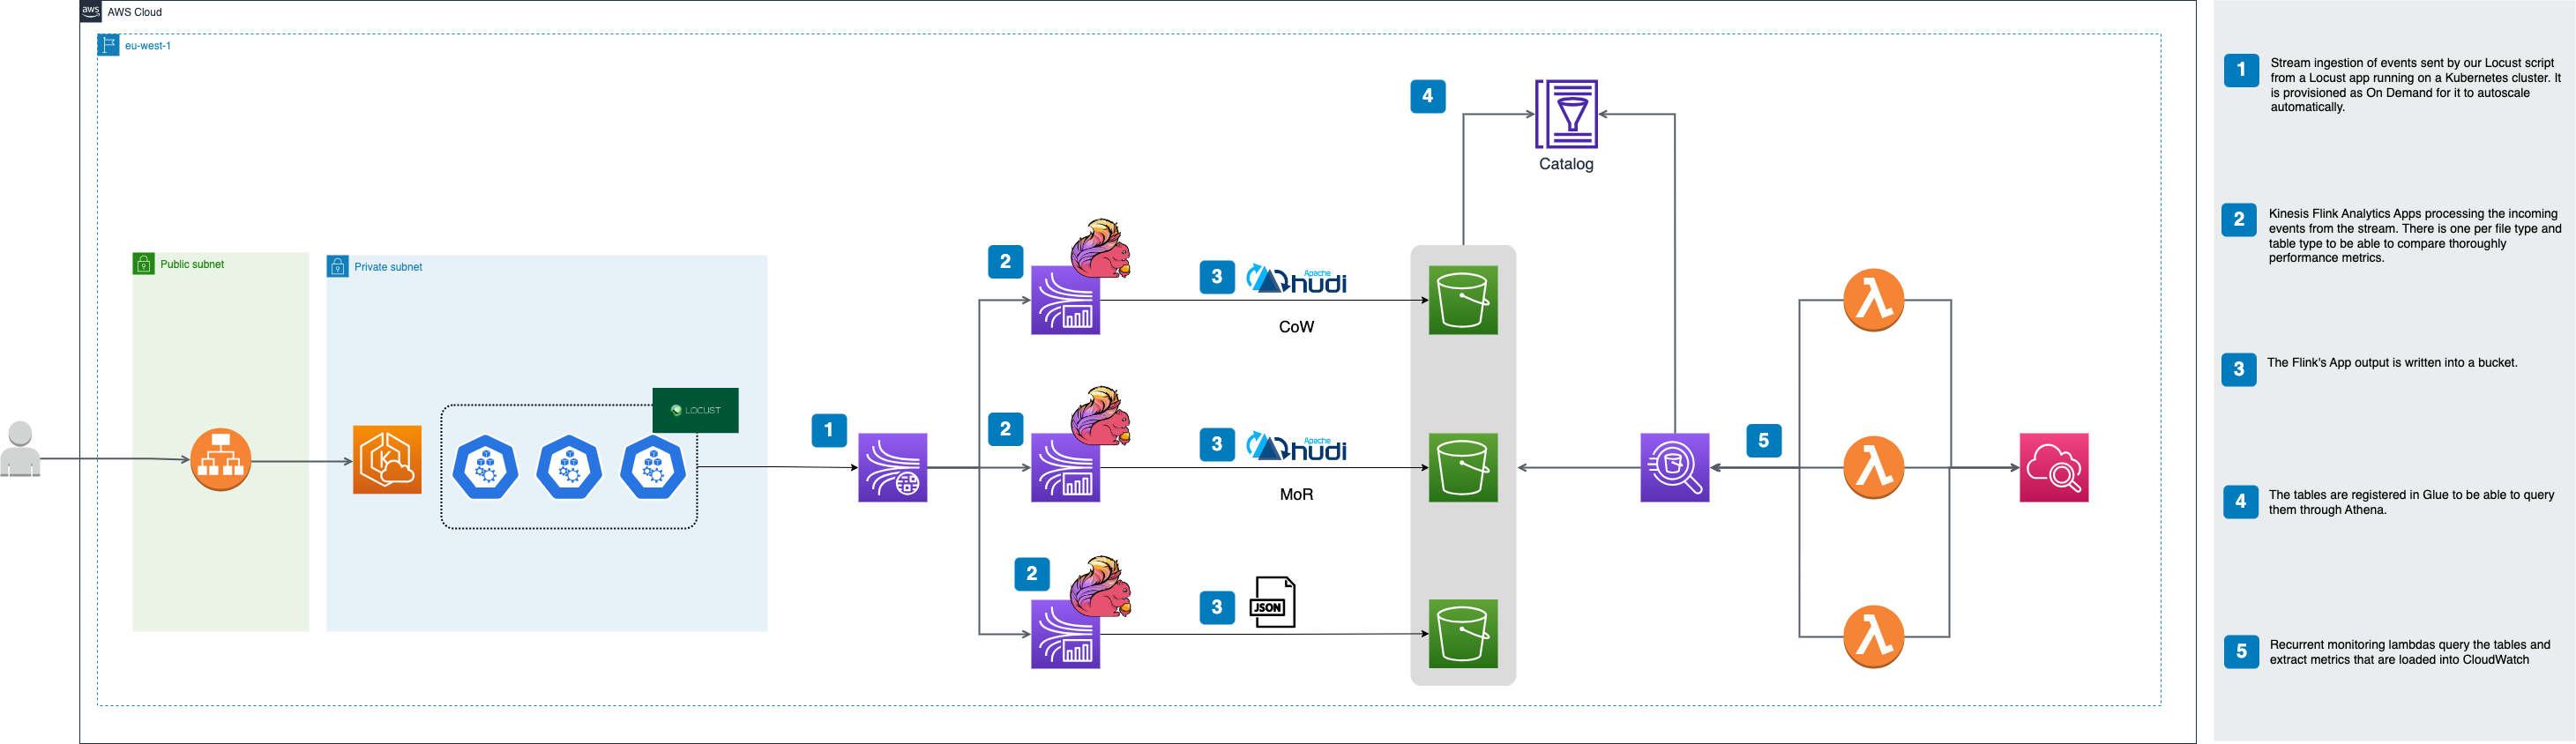 aws
AWS Cloud
eu-west-1
Public subnet
Private subnet
LOCUST
1
2
3
Apache
hudi
CoW
2
3
Apache
hudi
MoR
2
3
JSON
4
Catalog
5
1
Stream ingestion of events sent by our Locust script
from a Locust app running on a Kubernetes cluster. It
is provisioned as On Demand for it to autoscale
automatically.
2
Kinesis Flink Analytics Apps processing the incoming
events from the stream. There is one per file type and
table type to be able to compare thoroughly
performance metrics.
3
The Flink's App output is written into a bucket.
4
The tables are registered in Glue to be able to query
them through Athena.
5
Recurrent monitoring lambdas query the tables and
extract metrics that are loaded into CloudWatch